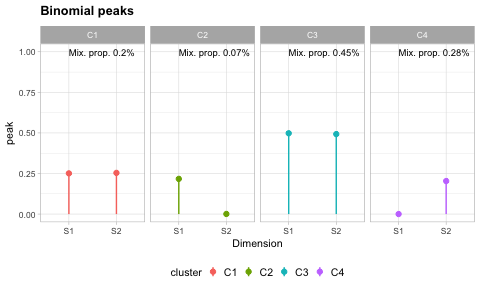 Binomial peaks
C1 C2 C3 C4
Mix. prop. 0.2% Mix. prop. 0.07% Mix. prop. 0.45% Mix. prop. 0.28%
1.00
0.75
0.50
0.25
0.00
peak
S1 S2 S1 S2 S1 S2 S1 S2
Dimension
cluster C1 C2 C3 C4